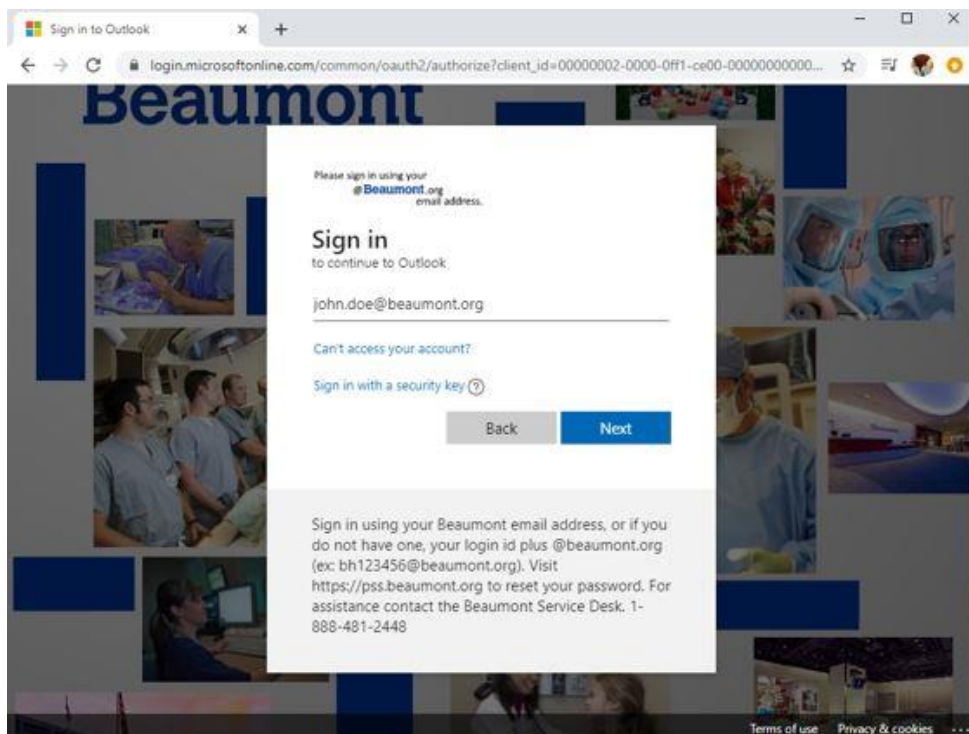 Sign in to Outlook
login.microsoftonline.com/common/oauth2/authorize?client_id=00000002-0000-0ff1-ce00-00000000000...
Beaumont
Please sign in using your
@Beaumont.org
email address.
Sign in
to continue to Outlook
john.doe@beaumont.org
Can't access your account?
Sign in with a security key
Back Next
Sign in using your Beaumont email address, or if you
do not have one, your login id plus @beaumont.org
(ex: bh123456@beaumont.org). Visit
https://pss.beaumont.org to reset your password. For
assistance contact the Beaumont Service Desk. 1-
888-481-2448
Terms of use Privacy & cookies ...